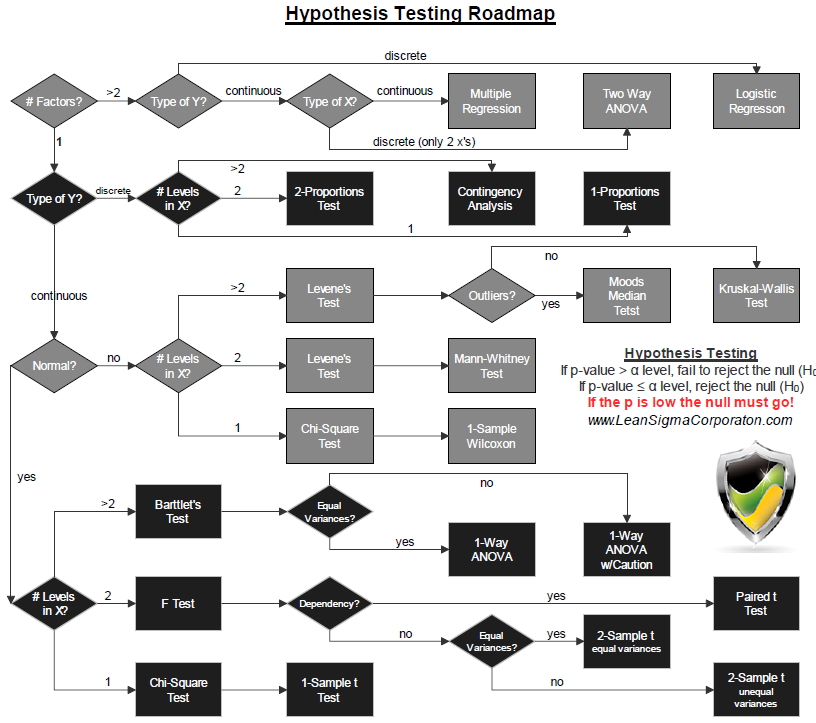 Hypothesis Testing Roadmap
discrete
# Factors?
>2
Type of Y?
continuous
Type of X?
continuous
Multiple
Regression
Two Way
ANOVA
Logistic
Regresson
discrete (only 2 x's)
1
Type of Y?
discrete
# Levels
in X?
>2
2
2-Proportions
Test
Contingency
Analysis
1-Proportions
Test
1
continuous
>2
Levene's
Test
Outliers?
no
yes
Moods
Median
Tetst
Kruskal-Wallis
Test
Normal?
no
# Levels
in X?
2
Levene's
Test
Mann-Whitney
Test
1
Chi-Square
Test
1-Sample
Wilcoxon
Hypothesis Testing
If p-value > α level, fail to reject the null (H0
If p-value ≤ α level, reject the null (H0)
If the p is low the null must go!
www.LeanSigmaCorporaton.com
yes
>2
Barttlet's
Test
Equal
Variances?
no
yes
1-Way
ANOVA
1-Way
ANOVA
w/Caution
# Levels
in X?
2
F Test
Dependency?
yes
Paired t
Test
no
Equal
Variances?
yes
2-Sample t
equal variances
no
2-Sample t
unequal
variances
1
Chi-Square
Test
1-Sample t
Test